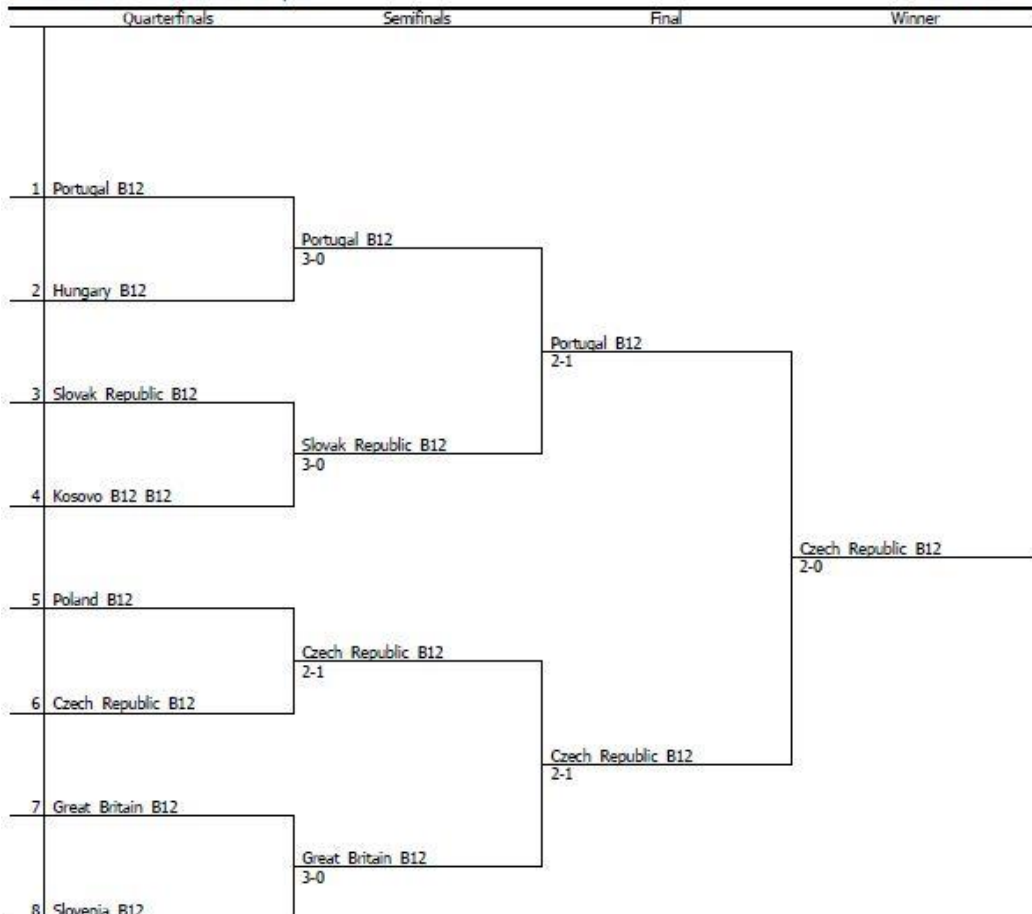 Quarterfinals Semifinals Final Winner
1 Portugal B12
Portugal B12
3-0
2 Hungary B12
Portugal B12
2-1
3 Slovak Republic B12
Slovak Republic B12
3-0
4 Kosovo B12 B12
Czech Republic B12
2-0
5 Poland B12
Czech Republic B12
2-1
6 Czech Republic B12
Czech Republic B12
2-1
7 Great Britain B12
Great Britain B12
3-0
8 Slovenia B12